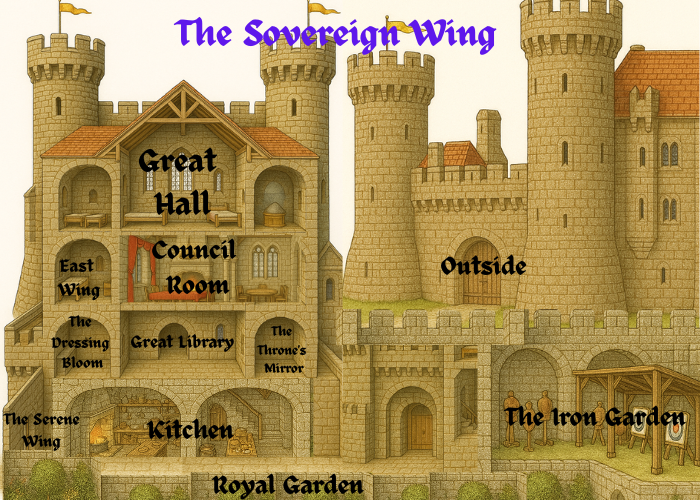 The Sovereign Wing
Great
Hall
East
Wing
Council
Room
Outside
The
Dressing
Bloom
Great Library
The
Throne's
Mirror
The Serene
Wing
Kitchen
The Iron Garden
Royal Garden